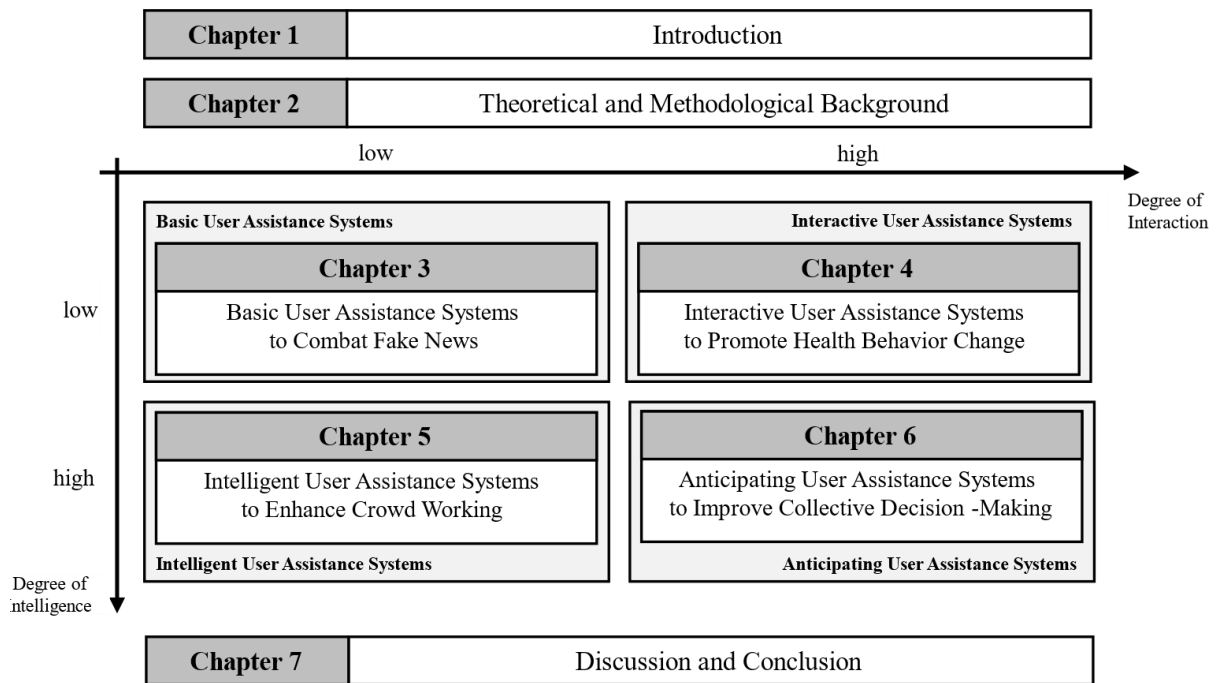 Chapter 1
Introduction
Chapter 2
Theoretical and Methodological Background
low
high
Degree of
Interaction
Basic User Assistance Systems
Chapter 3
Basic User Assistance Systems
to Combat Fake News
Interactive User Assistance Systems
Chapter 4
Interactive User Assistance Systems
to Promote Health Behavior Change
low
Chapter 5
Intelligent User Assistance Systems
to Enhance Crowd Working
Intelligent User Assistance Systems
Chapter 6
Anticipating User Assistance Systems
to Improve Collective Decision -Making
Anticipating User Assistance Systems
high
Degree of
Intelligence
Chapter 7
Discussion and Conclusion